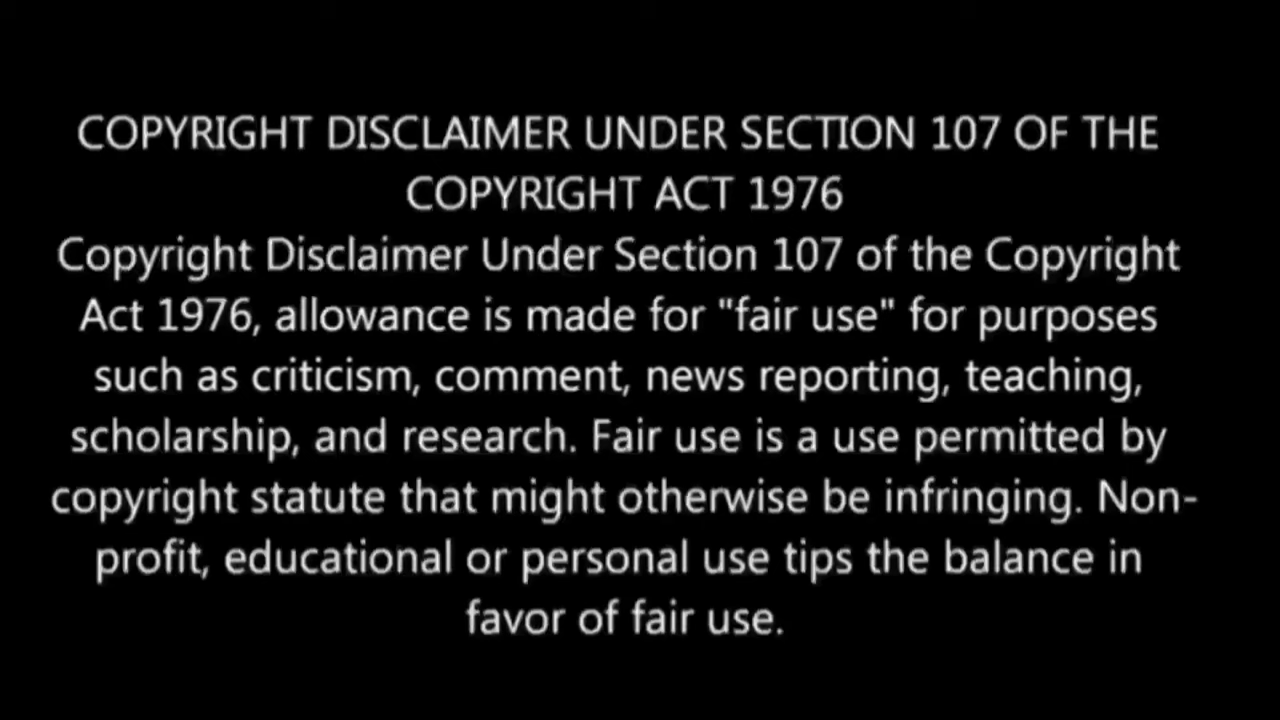 COPYRIGHT DISCLAIMER UNDER SECTION 107 OF THE
COPYRIGHT ACT 1976
Copyright Disclaimer Under Section 107 of the Copyright
Act 1976, allowance is made for "fair use" for purposes
such as criticism, comment, news reporting, teaching,
scholarship, and research. Fair use is a use permitted by
copyright statute that might otherwise be infringing. Non-
profit, educational or personal use tips the balance in
favor of fair use.